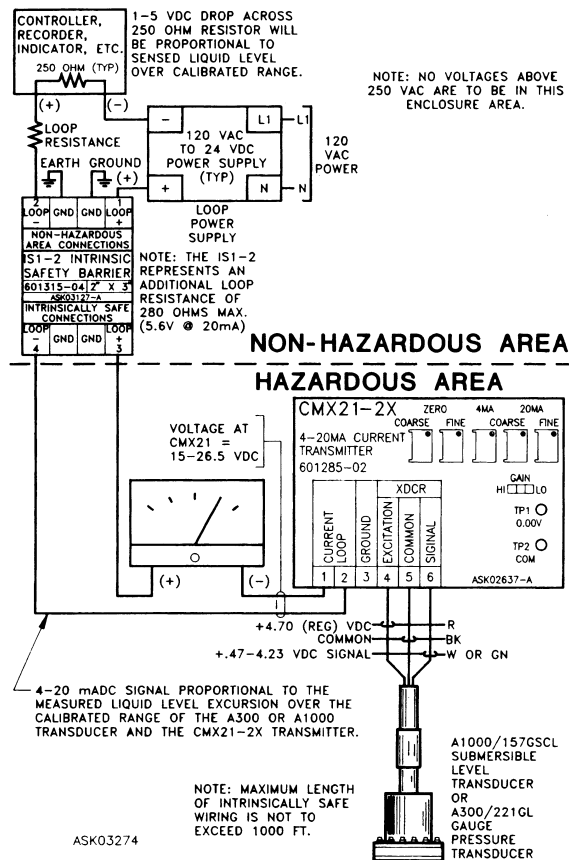 CONTROLLER,
RECORDER,
INDICATOR, ETC.
250 OHM (TYP)
1-5 VDC DROP ACROSS
250 OHM RESISTOR WILL
BE PROPORTIONAL TO
SENSED LIQUID LEVEL
OVER CALIBRATED RANGE.
NOTE: NO VOLTAGES ABOVE
250 VAC ARE TO BE IN THIS
ENCLOSURE AREA.
(+) (-)
LOOP
RESISTANCE
EARTH GROUND
(+)
- L1 L1
120 VAC
TO 24 VDC
POWER SUPPLY
(TYP)
+ N N
120
VAC
POWER
LOOP
POWER
SUPPLY
2 1
LOOP GND GND LOOP
- +
NON-HAZARDOUS
AREA CONNECTIONS
IS1-2 INTRINSIC
SAFETY BARRIER
601315-04 2" X 3"
ASK03127-A
INTRINSICALLY SAFE
CONNECTIONS
LOOP GND GND LOOP
- +
4 3
NOTE: THE IS1-2
REPRESENTS AN
ADDITIONAL LOOP
RESISTANCE OF
280 OHMS MAX.
(5.6V @ 20mA)
NON-HAZARDOUS AREA
HAZARDOUS AREA
VOLTAGE AT
CMX21 =
15-26.5 VDC
CMX21-2X
ZERO 4MA 20MA
COARSE FINE COARSE FINE
4-20MA CURRENT
TRANSMITTER
601285-02
GAIN
HI LO
TP1
0.00V
TP2
COM
XDCR
CURRENT
LOOP
GROUND
EXCITATION
COMMON
SIGINAL
1 2 3 4 5 6
ASK02637-A
(+) (-)
+4.70 (REG) VDC R
COMMON BK
+.47-4.23 VDC SIGNAL W OR GN
4-20 mADC SIGNAL PROPORTIONAL TO THE
MEASURED LIQUID LEVEL EXCURSION OVER THE
CALIBRATED RANGE OF THE A300 OR A1000
TRANSDUCER AND THE CMX21-2X TRANSMITTER.
NOTE: MAXIMUM LENGTH
OF INTRINSICALLY SAFE
WIRING IS NOT TO
EXCEED 1000 FT.
A1000/157GSCL
SUBMERSIBLE
LEVEL
TRANSDUCER
OR
A300/221GL
GAUGE
PRESSURE
TRANSDUCER
ASK03274